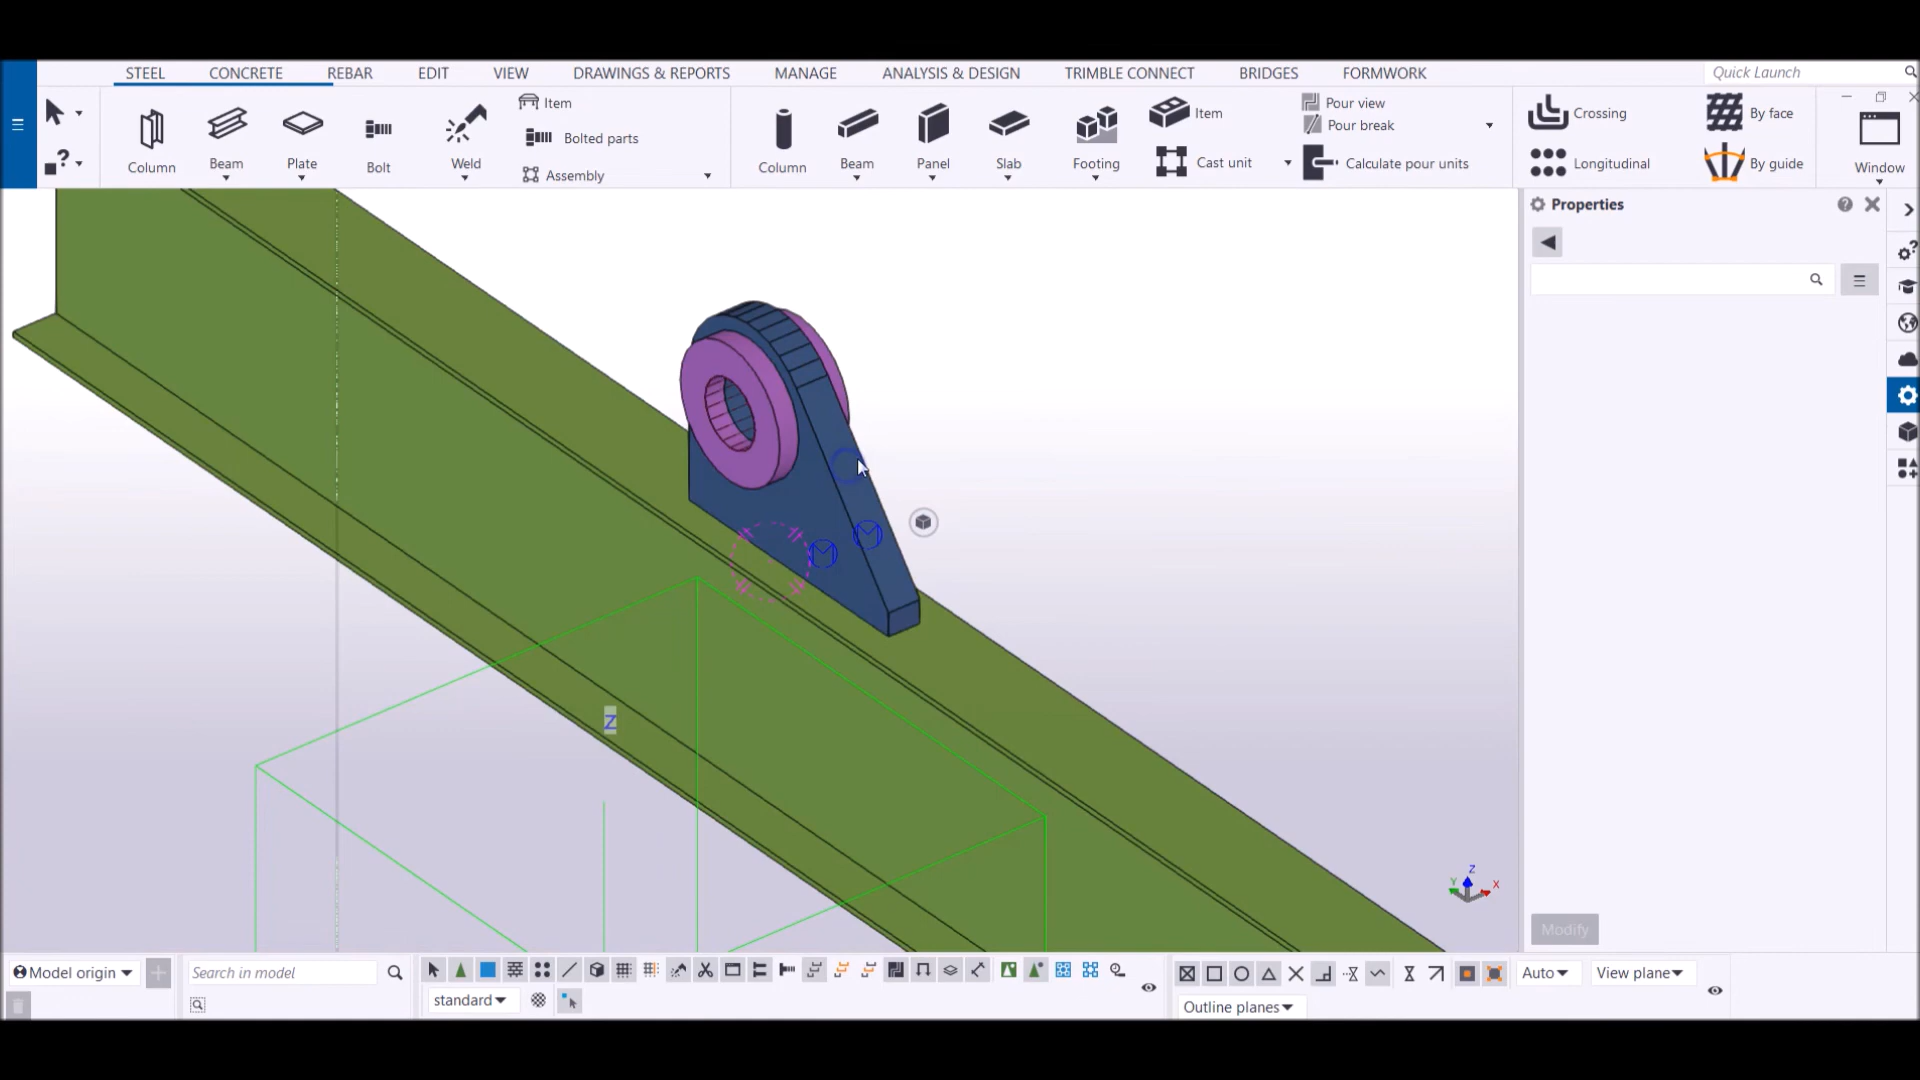 STEEL CONCRETE REBAR EDIT VIEW DRAWINGS & REPORTS MANAGE ANALYSIS & DESIGN TRIMBLE CONNECT BRIDGES FORMWORK Quick Launch
Column Beam Plate Bolt Weld
Item
Bolted parts
Assembly
Column Beam Panel Slab Footing
Item
Cast unit
Pour view
Pour break
Calculate pour units
Crossing
Longitudinal
By face
By guide
Window
Properties
Z
Z
Y
X
Modify
Model origin
Search in model
standard
Auto
View plane
Outline planes